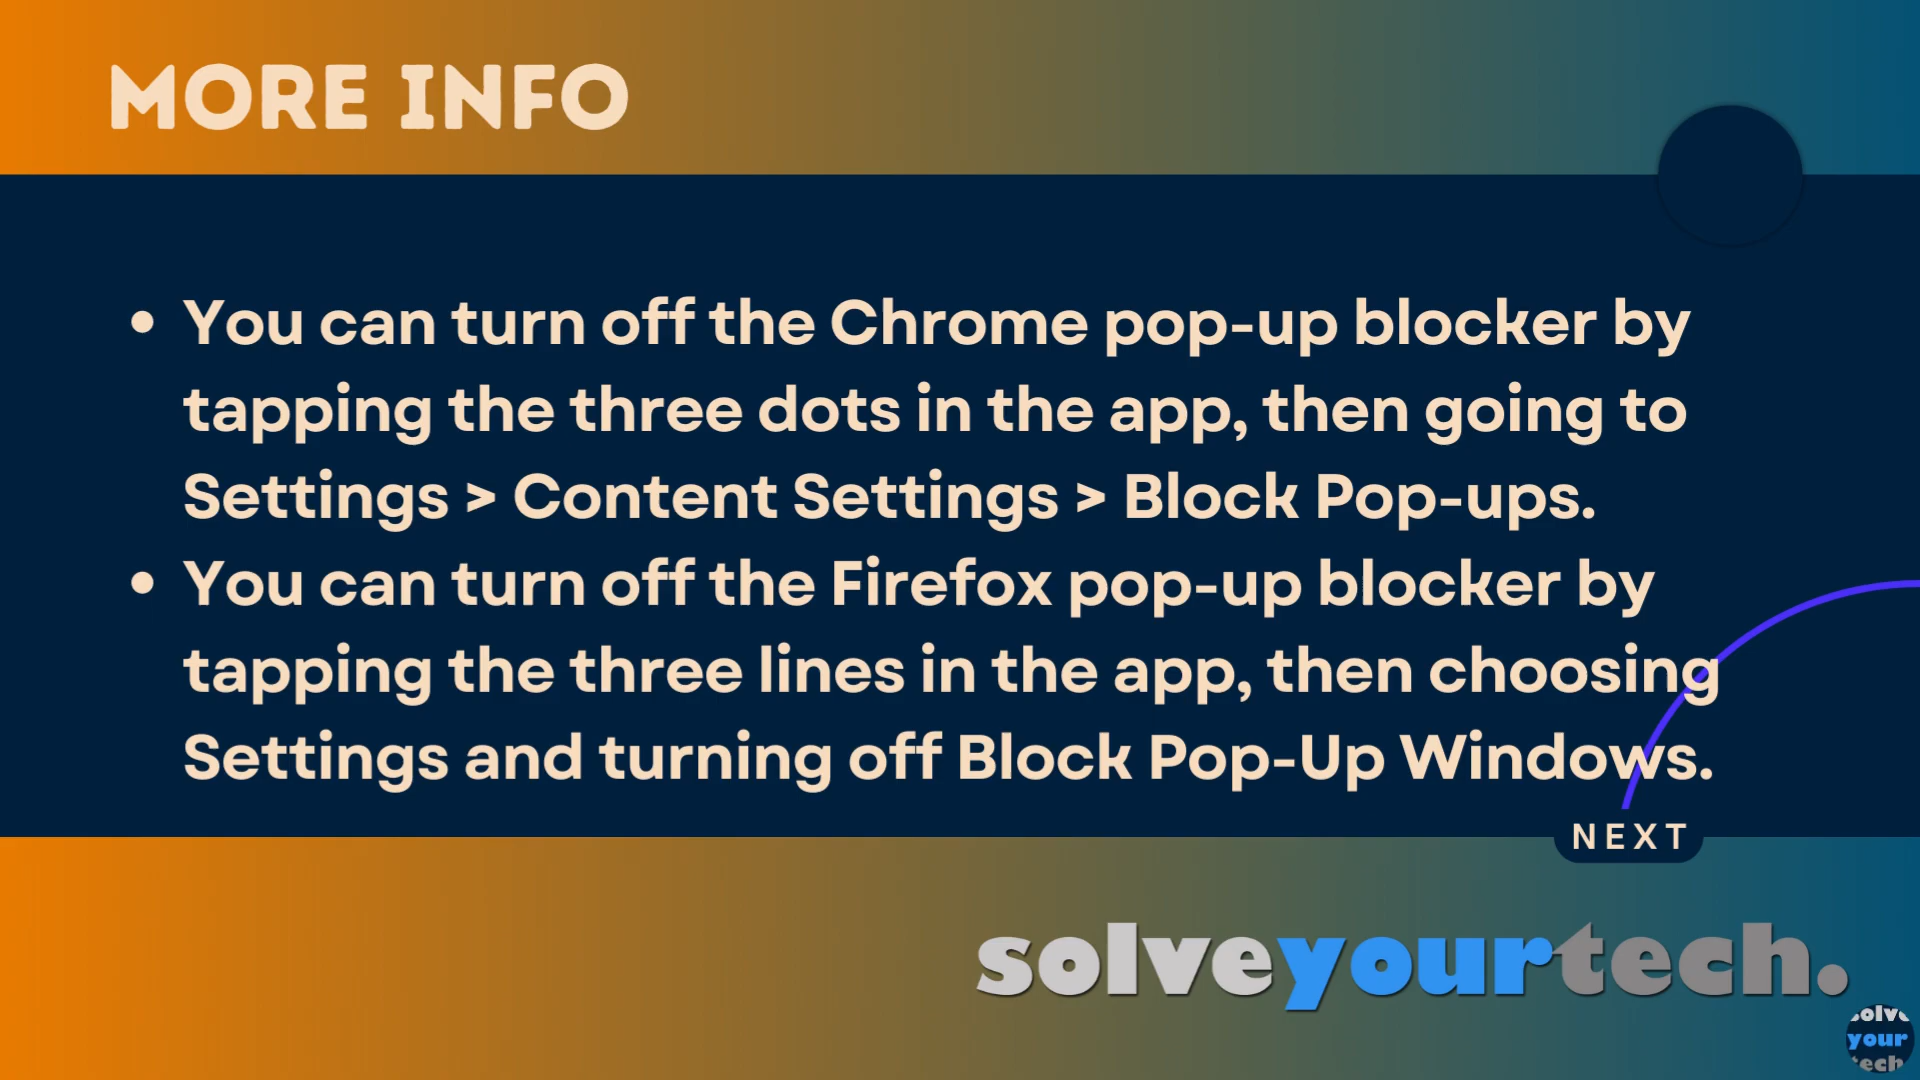 MORE INFO
• You can turn off the Chrome pop-up blocker by
tapping the three dots in the app, then going to
Settings > Content Settings > Block Pop-ups.
• You can turn off the Firefox pop-up blocker by
tapping the three lines in the app, then choosing
Settings and turning off Block Pop-Up Windows.
NEXT
solveyourtech.
solve
your
tech